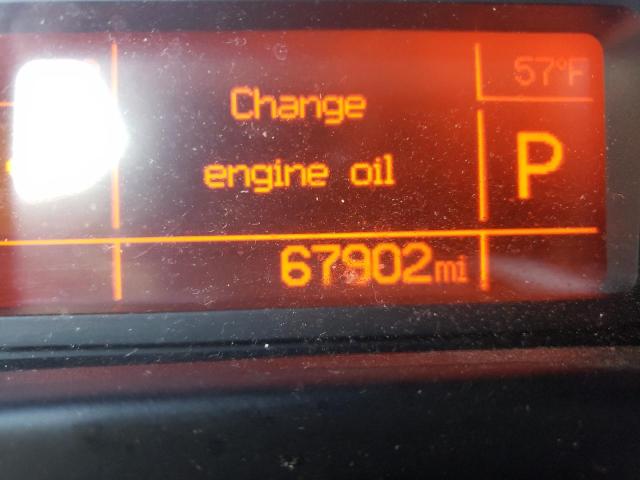 57°F
Change
engine oil
P
67902mi